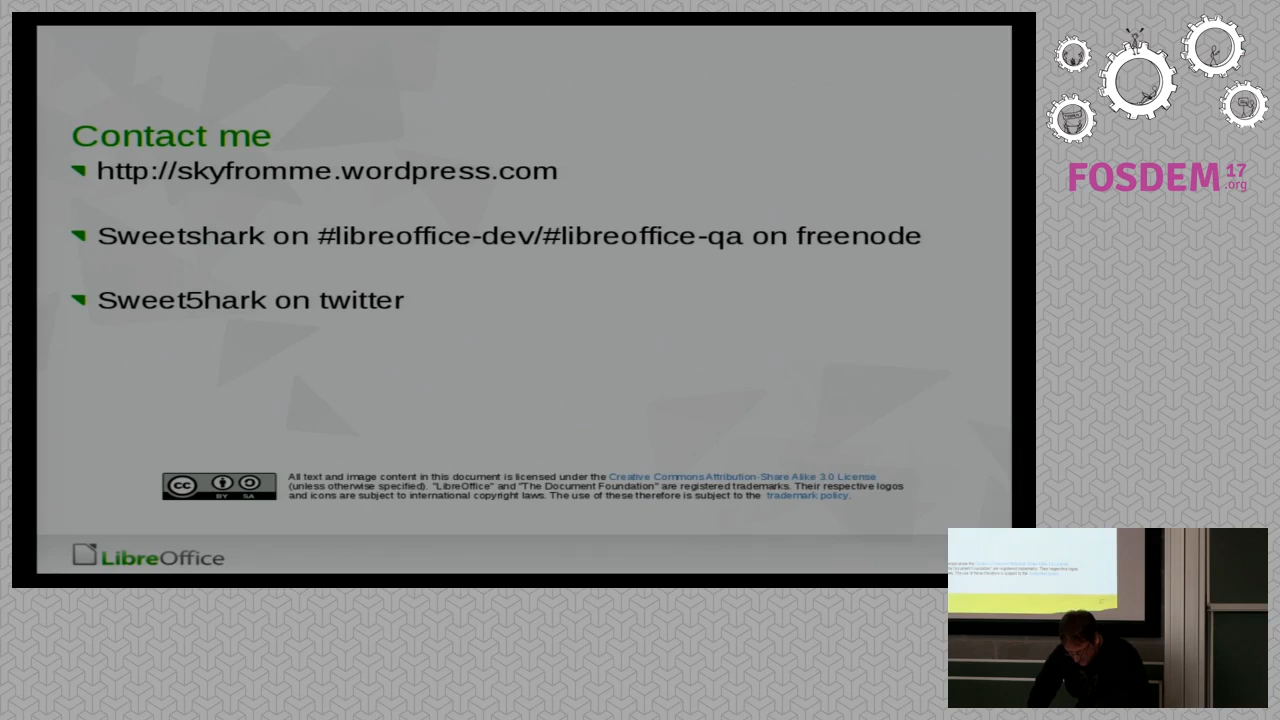 Contact me
http://skyfromme.wordpress.com
Sweetshark on #libreoffice-dev/#libreoffice-qa on freenode
Sweet5hark on twitter
cc BY SA
All text and image content in this document is licensed under the Creative Commons Attribution-Share Alike 3.0 License
(unless otherwise specified). "LibreOffice" and "The Document Foundation" are registered trademarks. Their respective logos
and icons are subject to international copyright laws. The use of these therefore is subject to the trademark policy.
LibreOffice
FOSDEM 17
.org